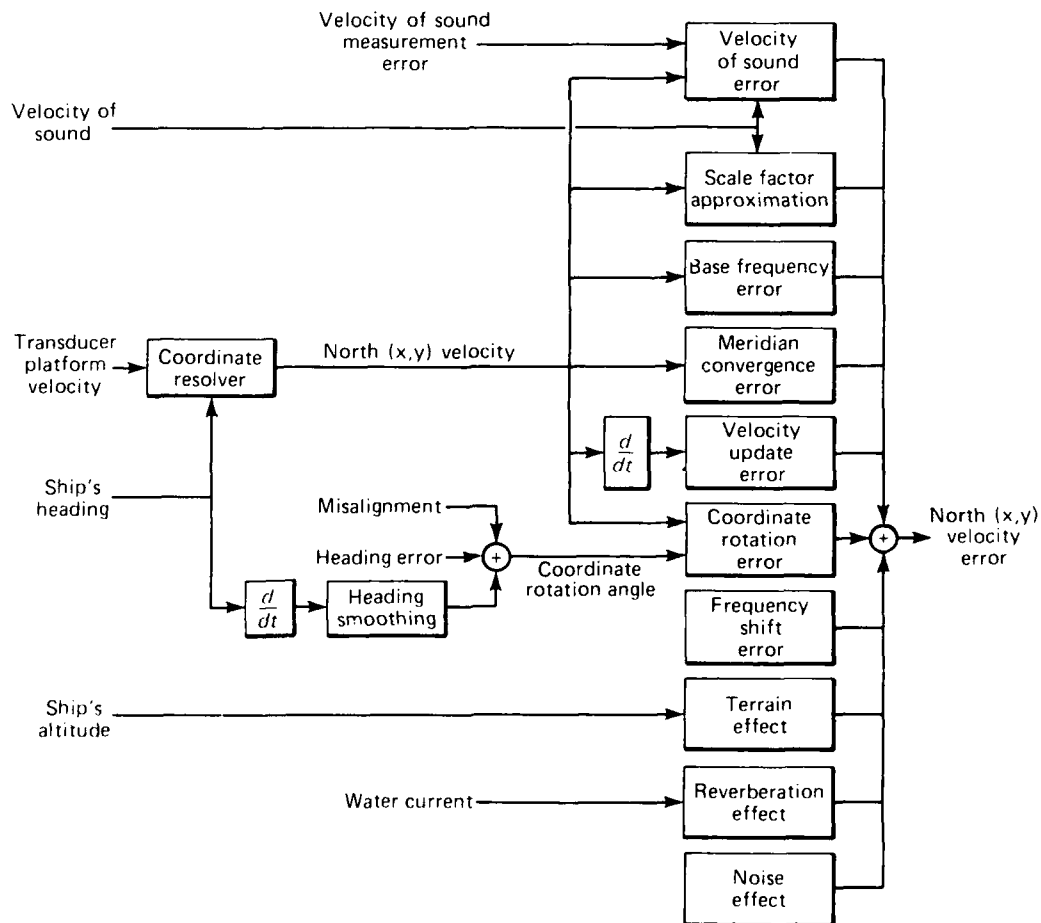 Velocity of sound
measurement
error
Velocity
of sound
error
Velocity of
sound
Scale factor
approximation
Base frequency
error
Transducer
platform
velocity
Coordinate
resolver
North (x,y) velocity
Meridian
convergence
error
d
dt
Velocity
update
error
Ship's
heading
Misalignment
Heading error
+
Coordinate
rotation angle
Coordinate
rotation
error
+
North (x,y)
velocity
error
d
dt
Heading
smoothing
Frequency
shift
error
Ship's
altitude
Terrain
effect
Water current
Reverberation
effect
Noise
effect